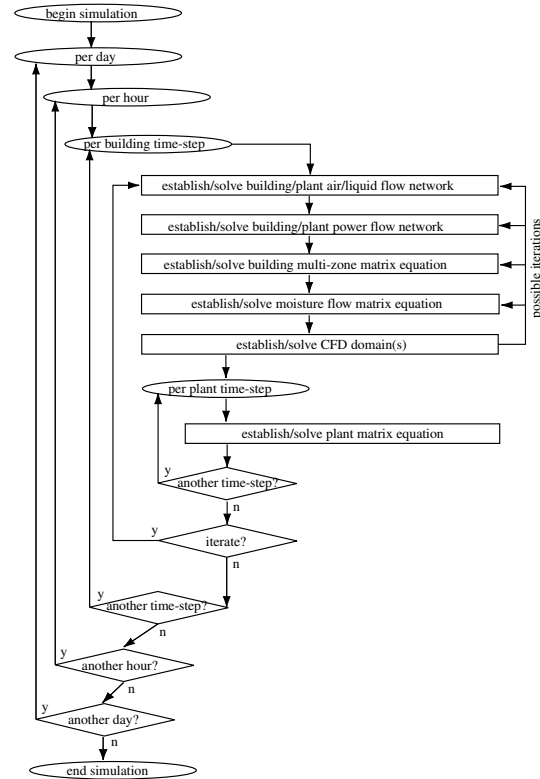 begin simulation
per day
per hour
per building time-step
establish/solve building/plant air/liquid flow network
establish/solve building/plant power flow network
establish/solve building multi-zone matrix equation
establish/solve moisture flow matrix equation
establish/solve CFD domain(s)
possible iterations
per plant time-step
establish/solve plant matrix equation
y
another time-step?
n
y
iterate?
n
y
another time-step?
n
y
another hour?
n
y
another day?
n
end simulation